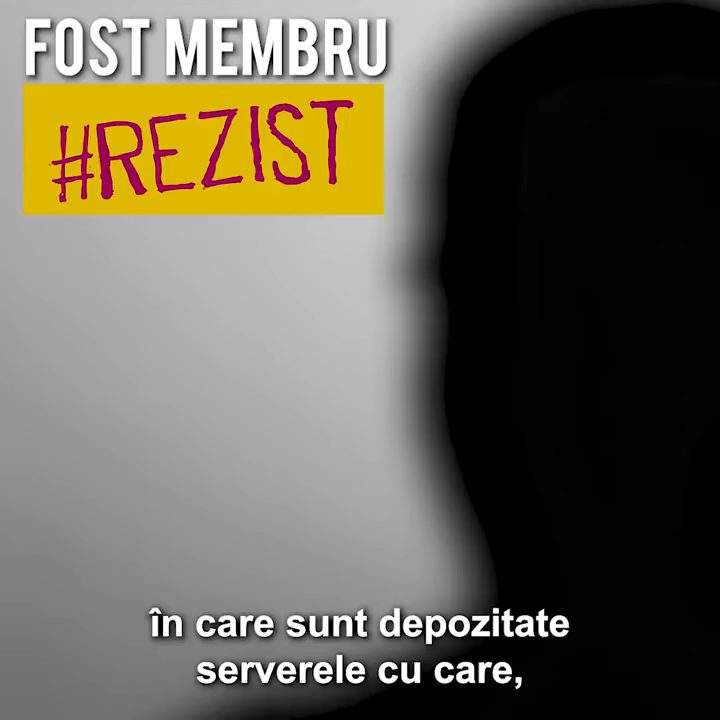 FOST MEMBRU
#REZIST
în care sunt depozitate
serverele cu care,